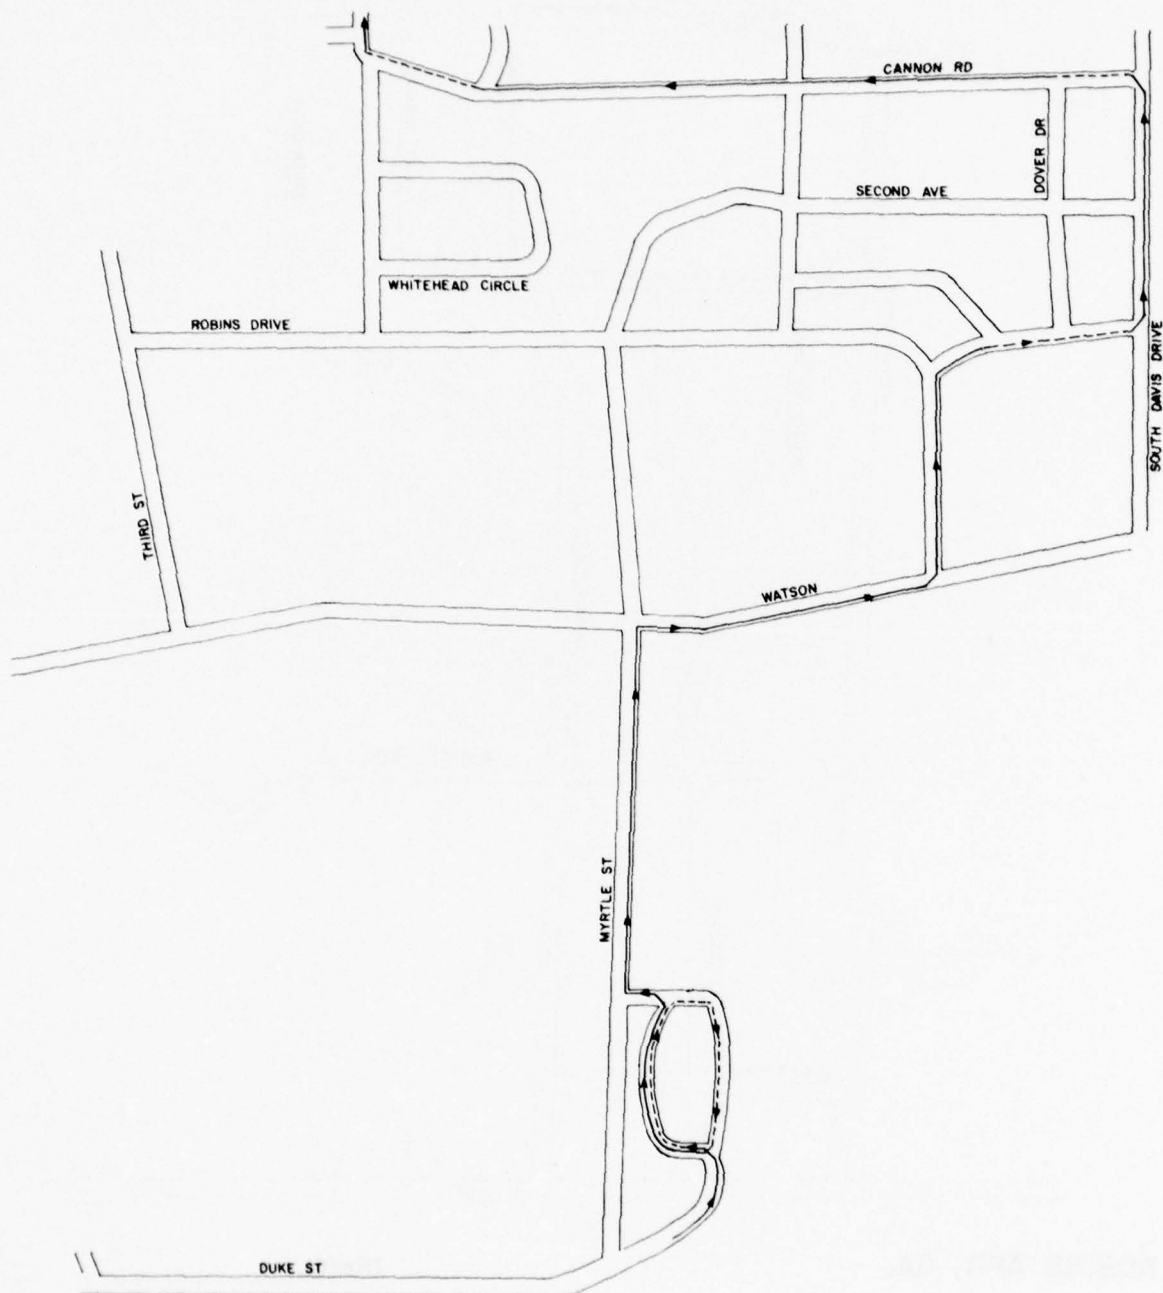 CANNON RD
DOVER DR
SECOND AVE
WHITEHEAD CIRCLE
ROBINS DRIVE
SOUTH DAVIS DRIVE
THIRD ST
WATSON
MYRTLE ST
DUKE ST